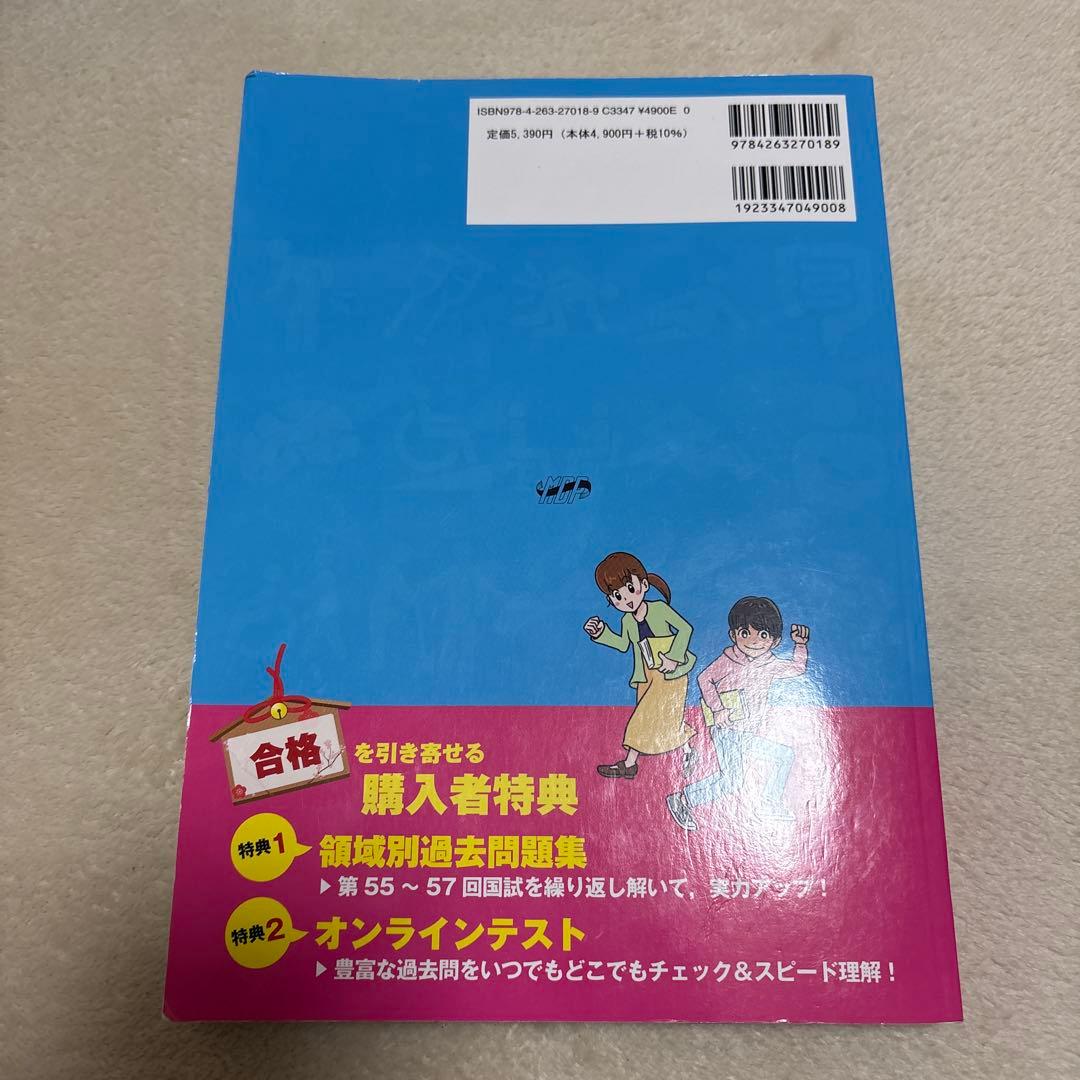 ISBN978-4-263-27018-9 C3347 ¥4900E 0
定価5,390円（本体4,900円＋税10%）
9784263270189
1923347049008
MDP
合格
を引き寄せる
購入者特典
特典1
領域別過去問題集
▶第55～57回国試を繰り返し解いて，実力アップ！
特典2
オンラインテスト
▶豊富な過去問をいつでもどこでもチェック＆スピード理解！